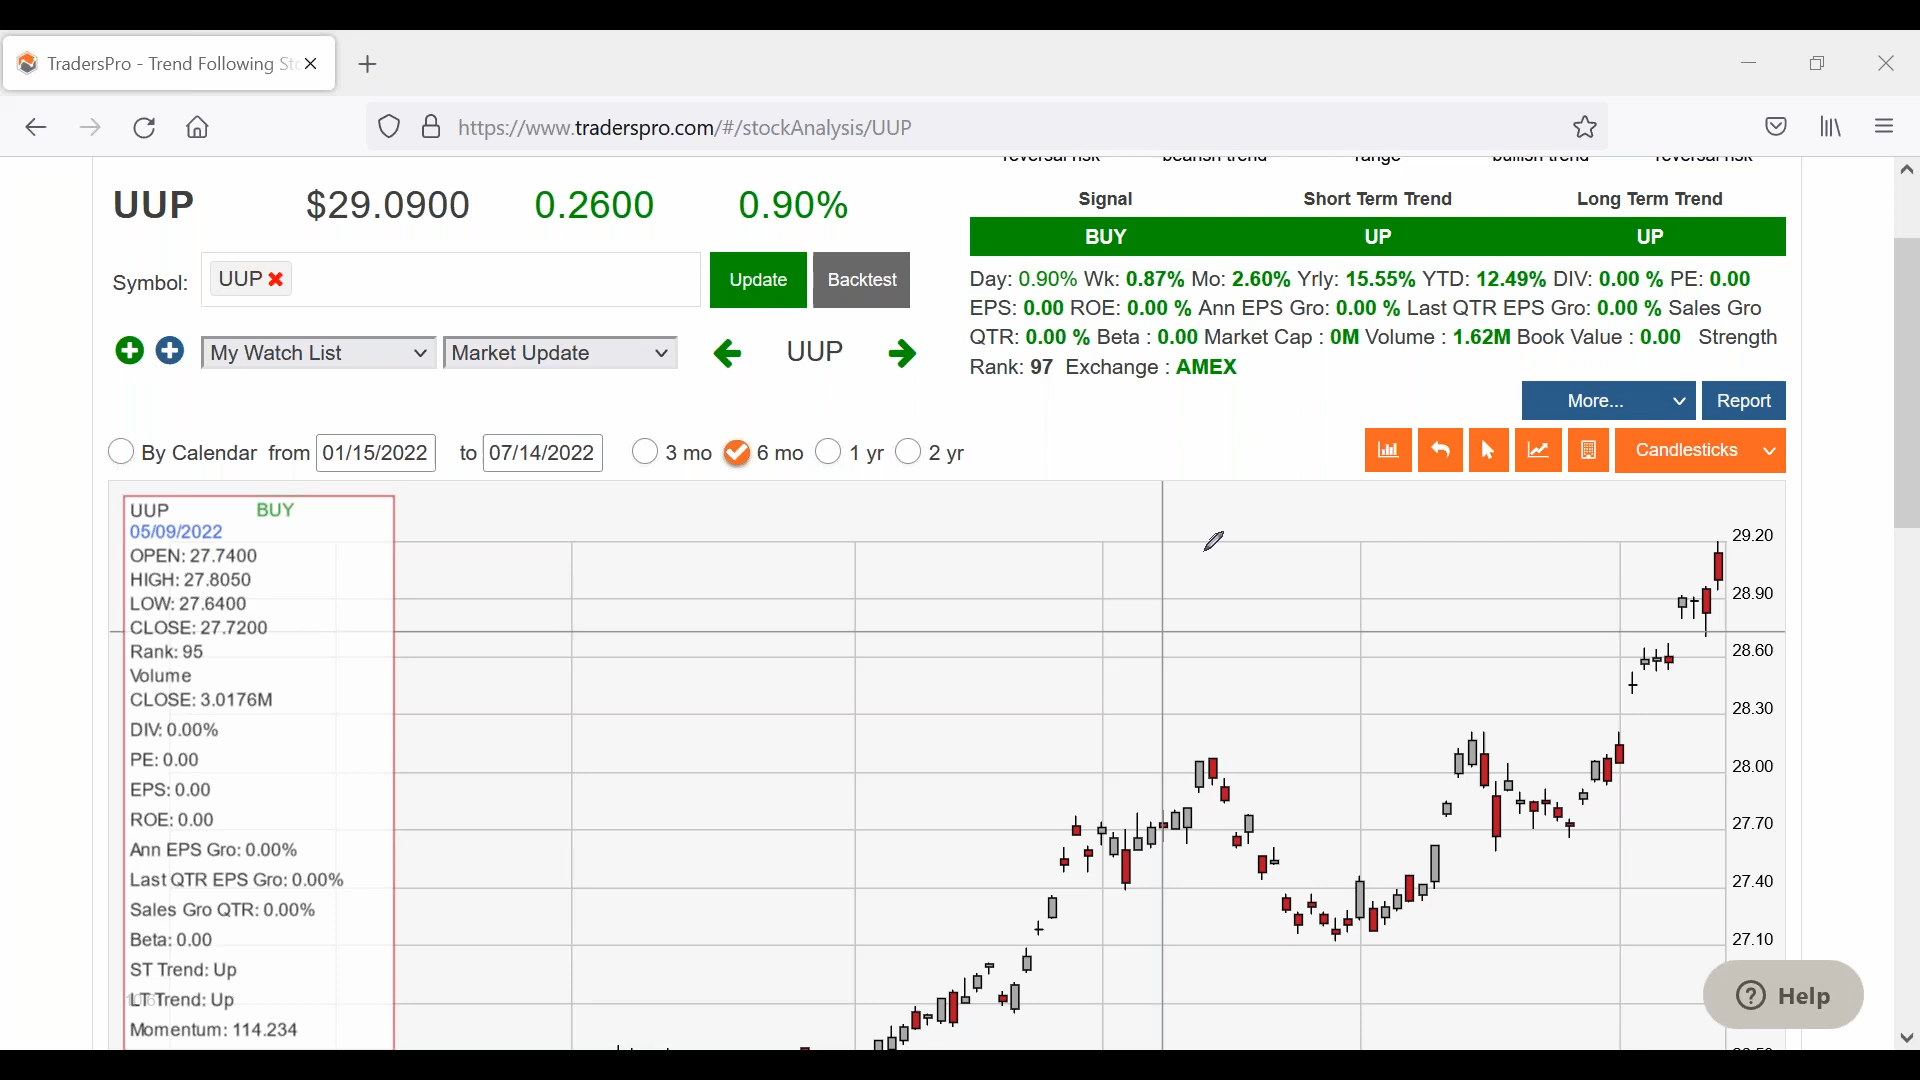 TradersPro - Trend Following St
https://www.traderspro.com/#/stockAnalysis/UUP
reversal risk bearish trend range bullish trend reversal risk
UUP $29.0900 0.2600 0.90%
Signal Short Term Trend Long Term Trend
BUY UP UP
Symbol: UUP Update Backtest
Day: 0.90% Wk: 0.87% Mo: 2.60% Yrly: 15.55% YTD: 12.49% DIV: 0.00 % PE: 0.00
EPS: 0.00 ROE: 0.00 % Ann EPS Gro: 0.00 % Last QTR EPS Gro: 0.00 % Sales Gro
QTR: 0.00 % Beta : 0.00 Market Cap : 0M Volume : 1.62M Book Value : 0.00 Strength
Rank: 97 Exchange : AMEX
My Watch List Market Update UUP
More... Report
By Calendar from 01/15/2022 to 07/14/2022 3 mo 6 mo 1 yr 2 yr
Candlesticks
UUP BUY
05/09/2022
OPEN: 27.7400
HIGH: 27.8050
LOW: 27.6400
CLOSE: 27.7200
Rank: 95
Volume
CLOSE: 3.0176M
DIV: 0.00%
PE: 0.00
EPS: 0.00
ROE: 0.00
Ann EPS Gro: 0.00%
Last QTR EPS Gro: 0.00%
Sales Gro QTR: 0.00%
Beta: 0.00
ST Trend: Up
LT Trend: Up
Momentum: 114.234
29.20
28.90
28.60
28.30
28.00
27.70
27.40
27.10
Help